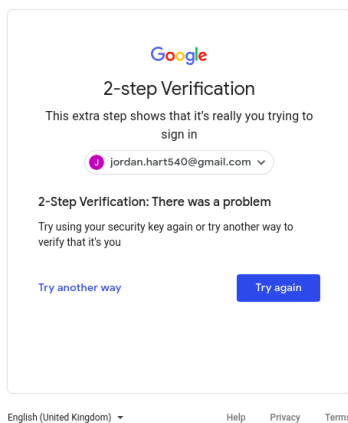 Google
2-step Verification
This extra step shows that it's really you trying to
sign in
J jordan.hart540@gmail.com
2-Step Verification: There was a problem
Try using your security key again or try another way to
verify that it's you
Try another way Try again
English (United Kingdom) Help Privacy Terms